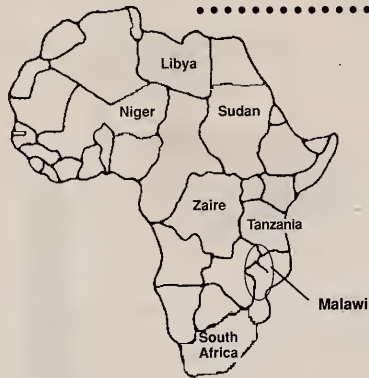 Libya
Niger
Sudan
Zaire
Tanzania
Malawi
South
Africa